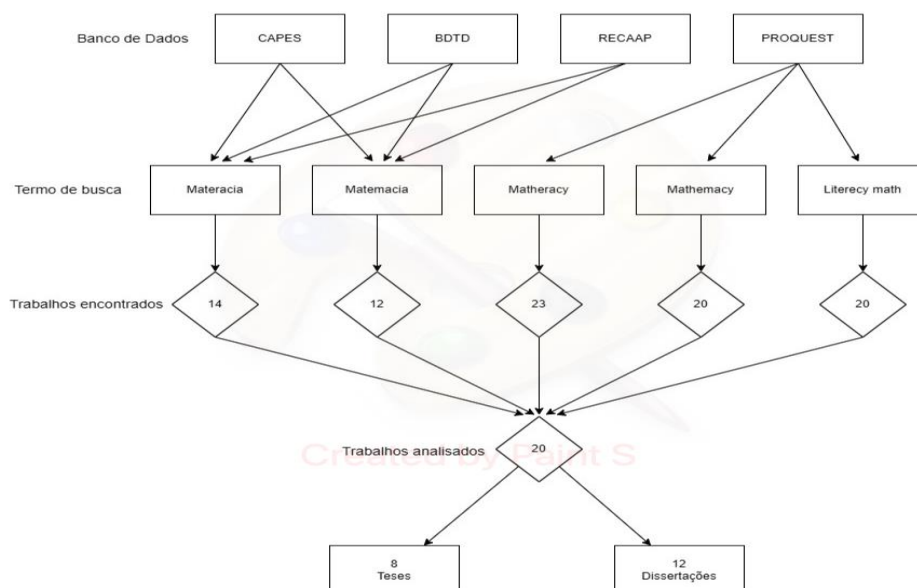 Banco de Dados
CAPES
BDTD
RECAAP
PROQUEST
Termo de busca
Materacia
Matemacia
Matheracy
Mathemacy
Literecy math
Trabalhos encontrados
14
12
23
20
20
Trabalhos analisados
20
Created by Paint S
8
Teses
12
Dissertações